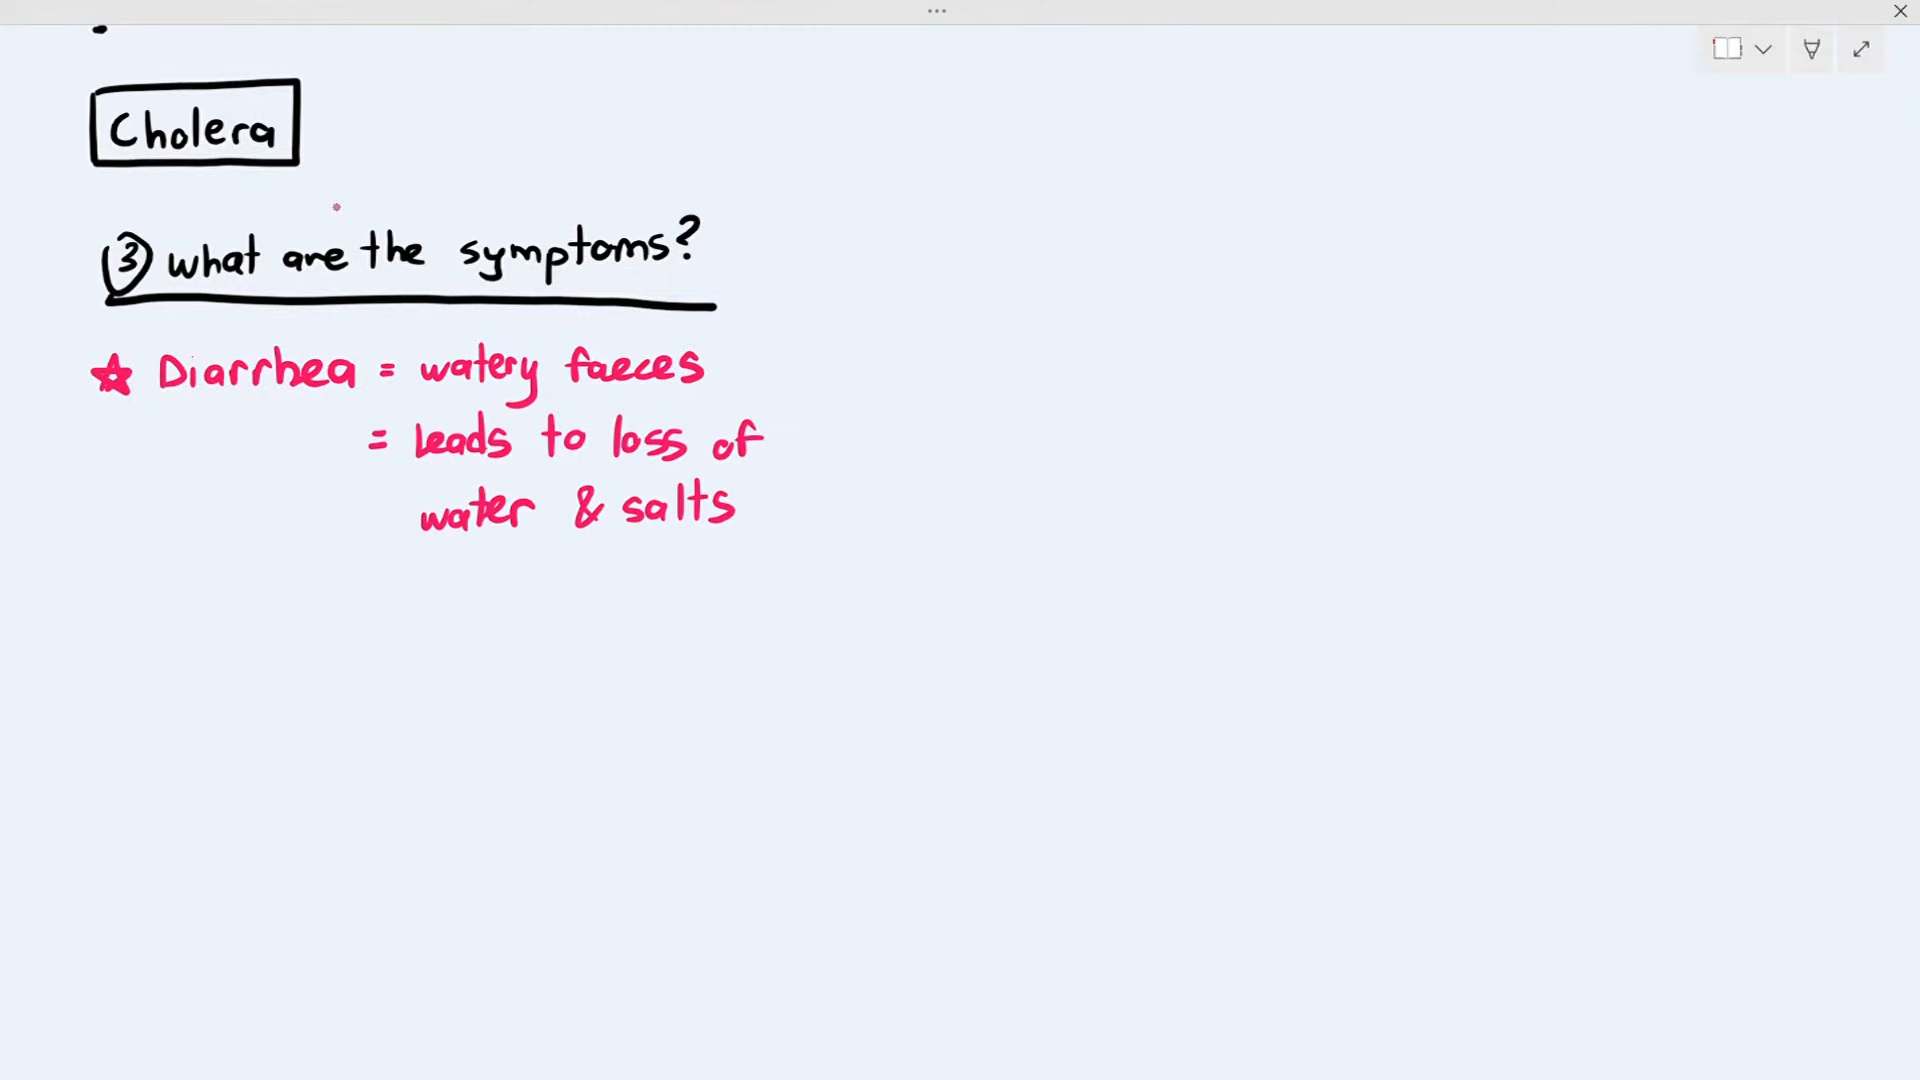 Cholera
③ what are the symptoms?
☆ Diarrhea = watery faeces
= leads to loss of
water & salts